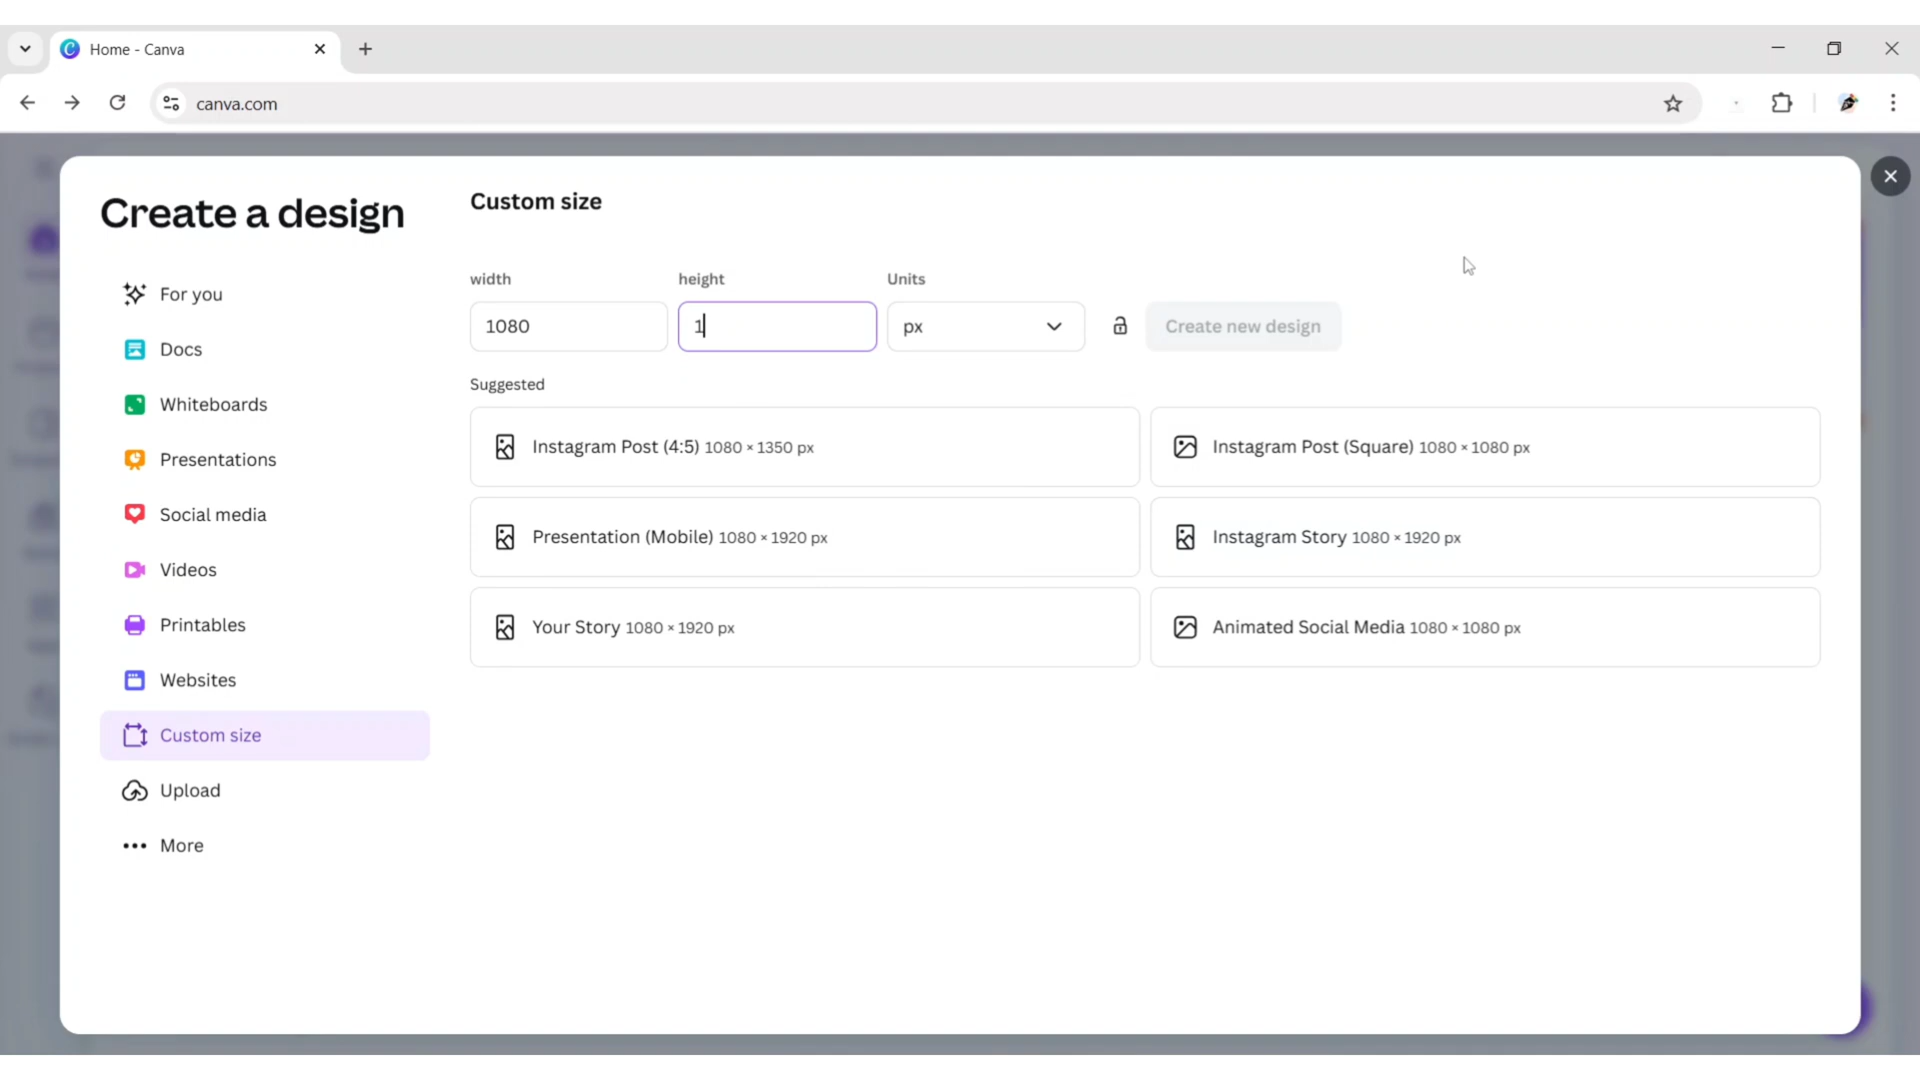 Home - Canva
canva.com
Create a design
For you
Docs
Whiteboards
Presentations
Social media
Videos
Printables
Websites
Custom size
Upload
More
Custom size
width height Units
1080 1 px Create new design
Suggested
Instagram Post (4:5) 1080 × 1350 px
Instagram Post (Square) 1080 × 1080 px
Presentation (Mobile) 1080 × 1920 px
Instagram Story 1080 × 1920 px
Your Story 1080 × 1920 px
Animated Social Media 1080 × 1080 px